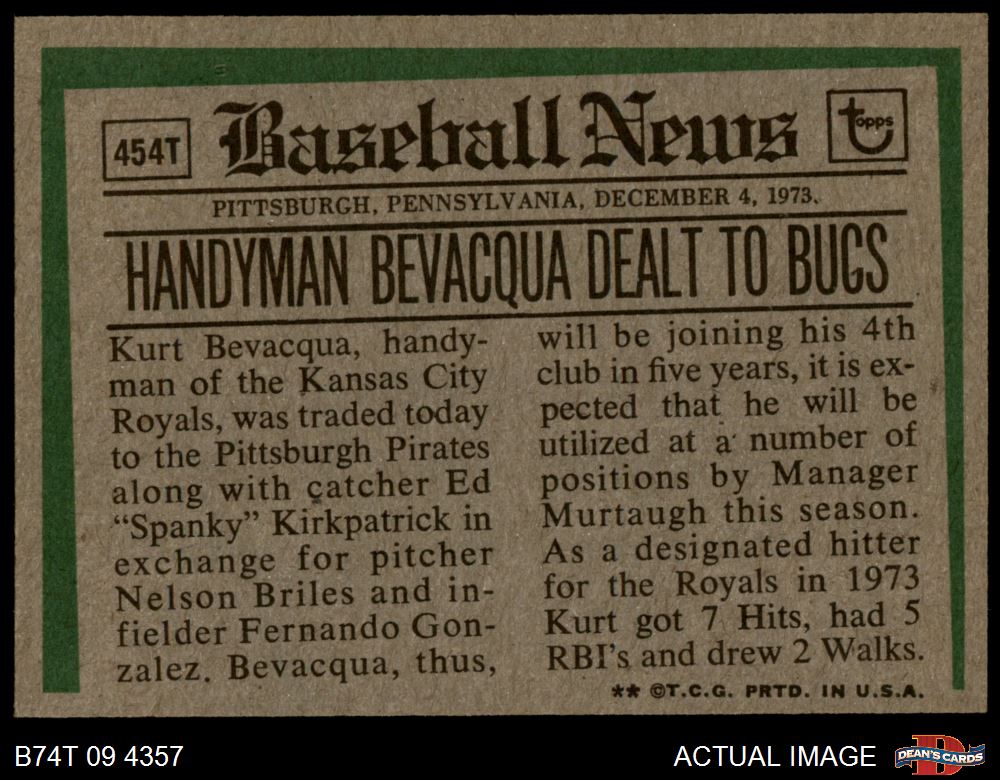 454T
Baseball News
topps
PITTSBURGH, PENNSYLVANIA, DECEMBER 4, 1973.
HANDYMAN BEVACQUA DEALT TO BUCS
Kurt Bevacqua, handy-
man of the Kansas City
Royals, was traded today
to the Pittsburgh Pirates
along with catcher Ed
“Spanky” Kirkpatrick in
exchange for pitcher
Nelson Briles and in-
fielder Fernando Gon-
zalez. Bevacqua, thus,
will be joining his 4th
club in five years, it is ex-
pected that he will be
utilized at a number of
positions by Manager
Murtaugh this season.
As a designated hitter
for the Royals in 1973
Kurt got 7 Hits, had 5
RBI's and drew 2 Walks.
** ©T.C.G. PRTD. IN U.S.A.
B74T 09 4357
ACTUAL IMAGE
D
DEAN'S CARDS